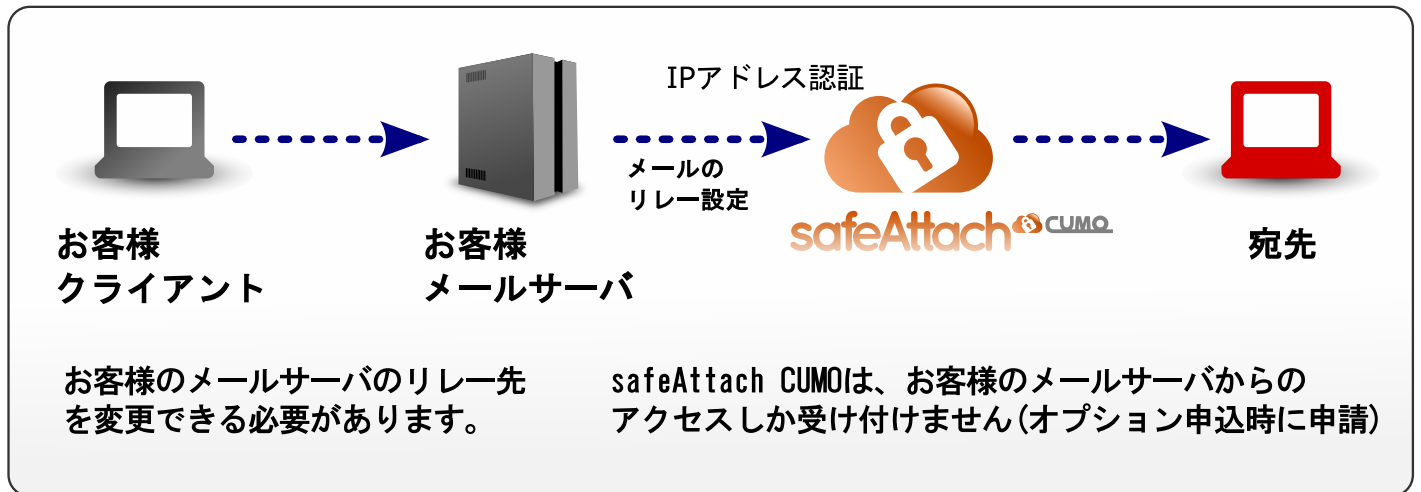 IPアドレス認証
メールの
リレー設定
safeAttach CUMO
お客様
クライアント
お客様
メールサーバ
宛先
お客様のメールサーバのリレー先
を変更できる必要があります。
safeAttach CUMOは、お客様のメールサーバからの
アクセスしか受け付けません(オプション申込時に申請)